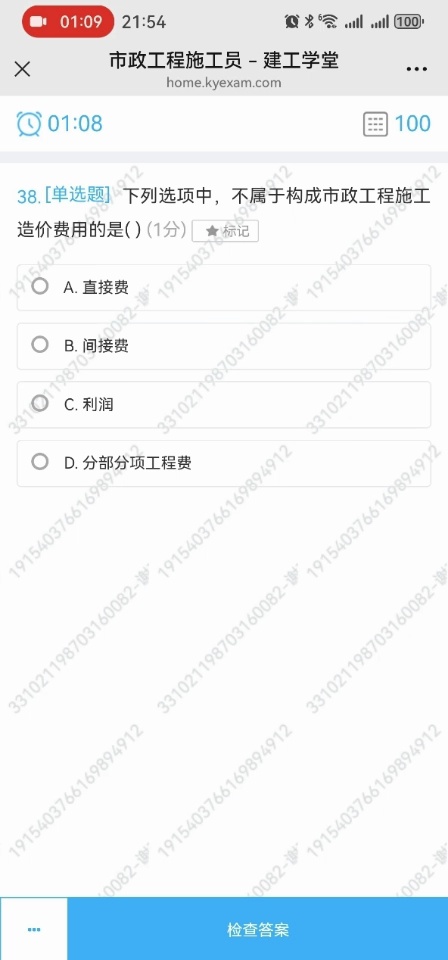 01:09 21:54 100
市政工程施工员 – 建工学堂
home.kyexam.com
01:08 100
38. [单选题] 下列选项中，不属于构成市政工程施工
造价费用的是( ) (1分) ★ 标记
A. 直接费
B. 间接费
C. 利润
D. 分部分项工程费
191540376616989​4912
331021198703160082-谢
检查答案